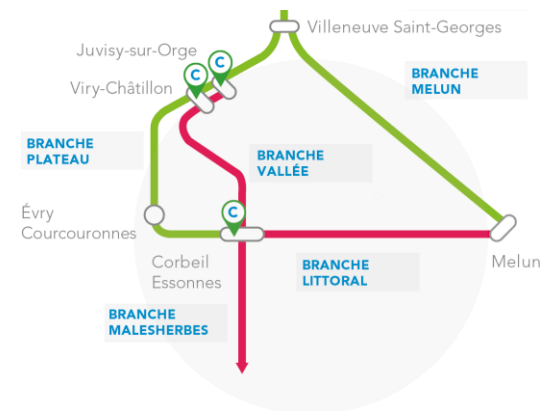 Villeneuve Saint-Georges
Juvisy-sur-Orge
C
C
Viry-Châtillon
BRANCHE
MELUN
BRANCHE
PLATEAU
BRANCHE
VALLÉE
Évry
Courcouronnes
C
Corbeil
Essonnes
BRANCHE
LITTORAL
Melun
BRANCHE
MALESHERBES